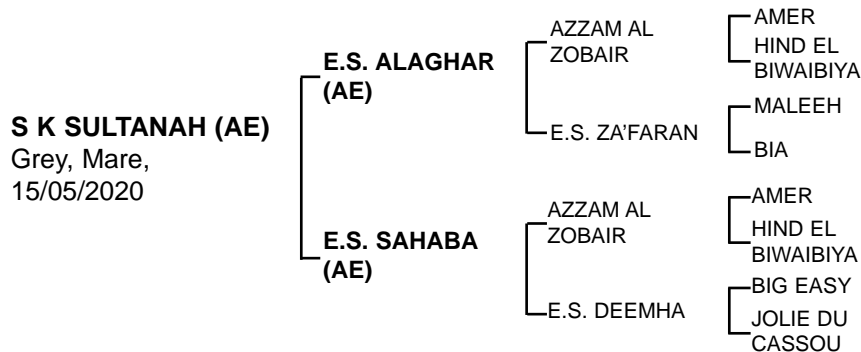 S K SULTANAH (AE)
Grey, Mare,
15/05/2020
E.S. ALAGHAR
(AE)
AZZAM AL
ZOBAIR
AMER
HIND EL
BIWAIBIYA
E.S. ZA’FARAN
MALEEH
BIA
E.S. SAHABA
(AE)
AZZAM AL
ZOBAIR
AMER
HIND EL
BIWAIBIYA
E.S. DEEMHA
BIG EASY
JOLIE DU
CASSOU